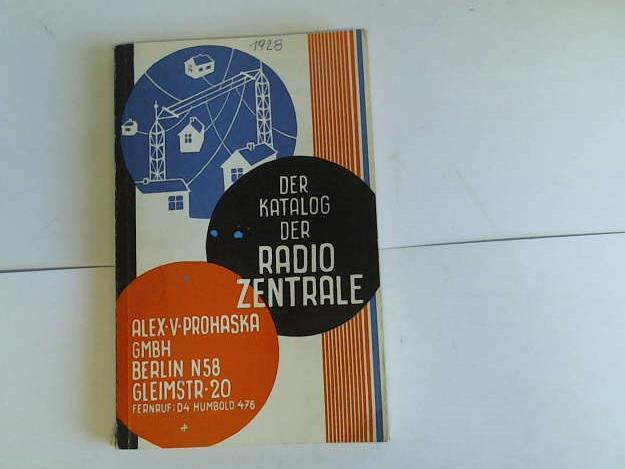 1928
DER
KATALOG
DER
RADIO
ZENTRALE
ALEX·V·PROHASKA
GMBH
BERLIN N58
GLEIMSTR·20
FERNRUF: D4 HUMBOLD 476